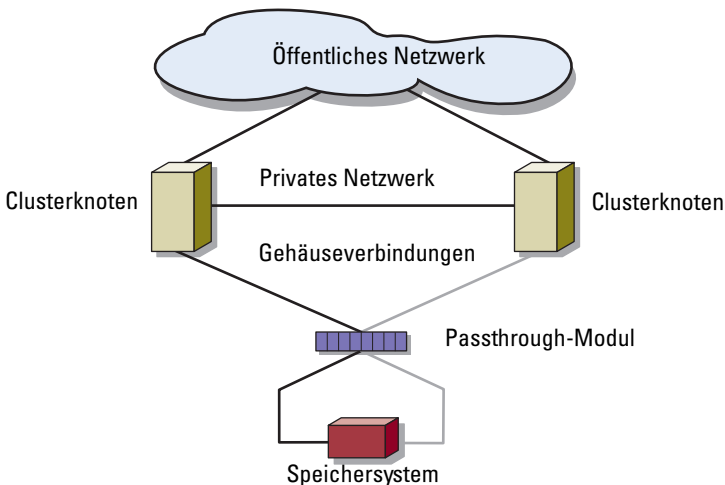 Öffentliches Netzwerk
Privates Netzwerk
Clusterknoten
Clusterknoten
Gehäuseverbindungen
Passthrough-Modul
Speichersystem